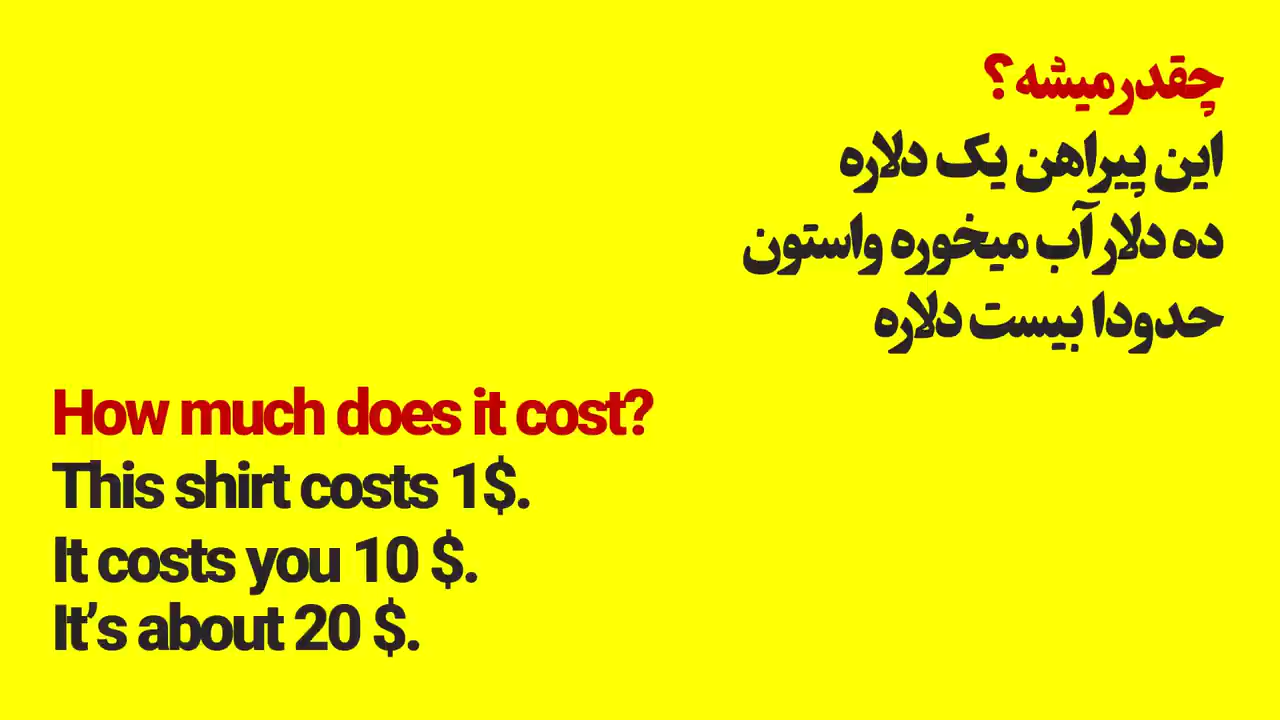 چقدر میشه ؟
این پیراهن یک دلاره
ده دلار آب میخوره واستون
حدودا بیست دلاره
How much does it cost?
This shirt costs 1$.
It costs you 10 $.
It’s about 20 $.